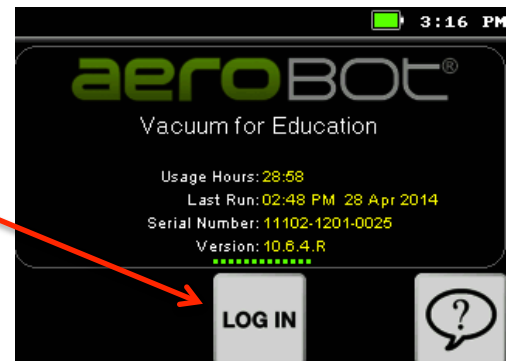 3:16 PM
aeroBOT®
Vacuum for Education
Usage Hours: 28:58
Last Run: 02:48 PM 28 Apr 2014
Serial Number: 11102-1201-0025
Version: 10.6.4.R
LOG IN
?